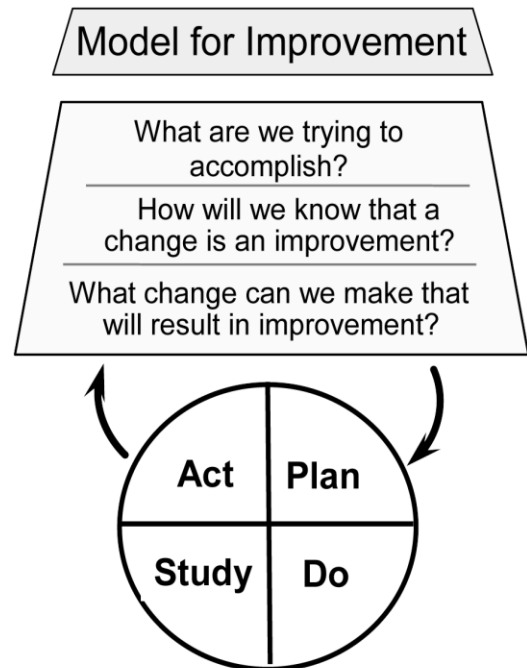 Model for Improvement
What are we trying to
accomplish?
How will we know that a
change is an improvement?
What change can we make that
will result in improvement?
Act Plan
Study Do